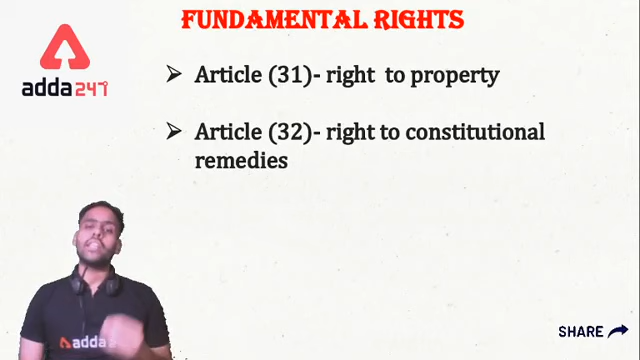 FUNDAMENTAL RIGHTS
adda247
Article (31)- right to property
Article (32)- right to constitutional
remedies
adda
SHARE